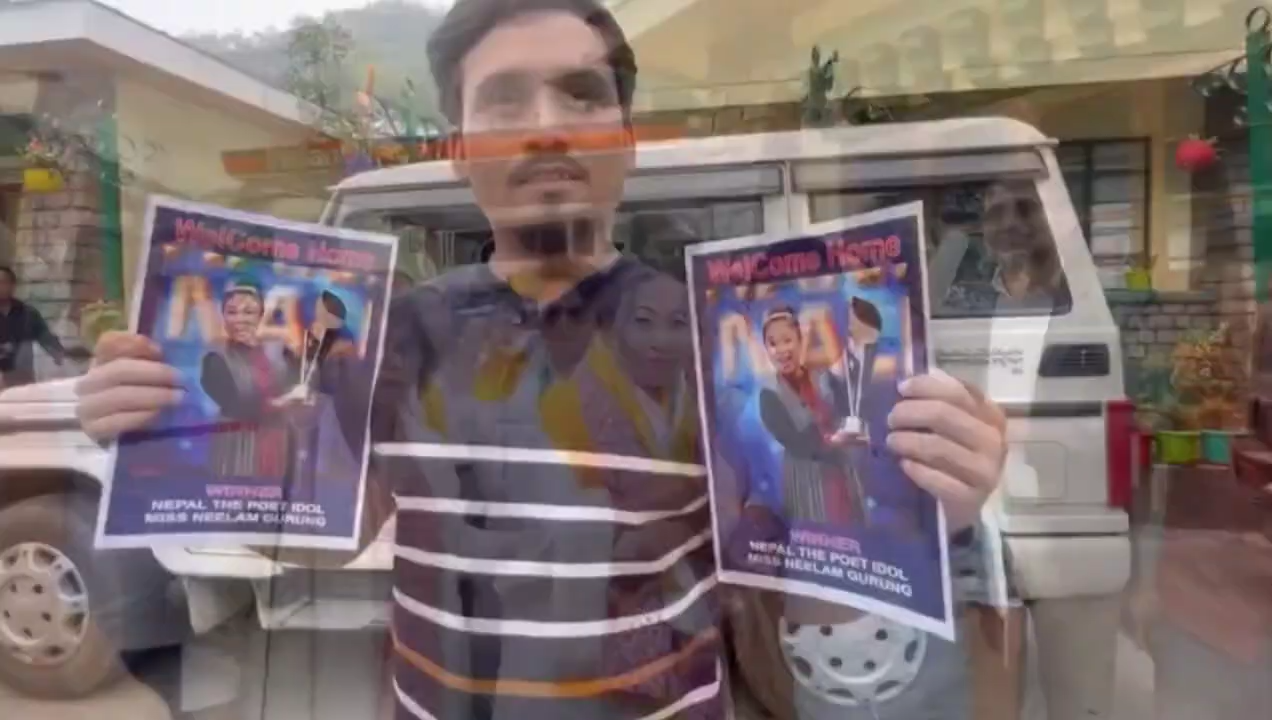 WelCome Home
WINNER
NEPAL THE POET IDOL
MISS NEELAM GURUNG
WelCome Home
WINNER
NEPAL THE POET IDOL
MISS NEELAM GURUNG